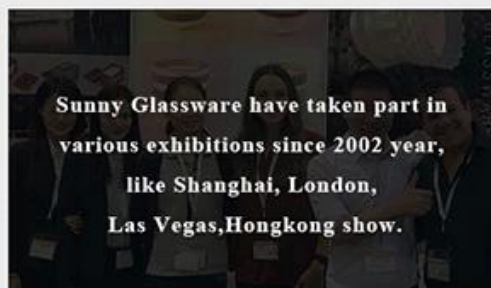 Sunny Glassware have taken part in
various exhibitions since 2002 year,
like Shanghai, London,
Las Vegas,Hongkong show.